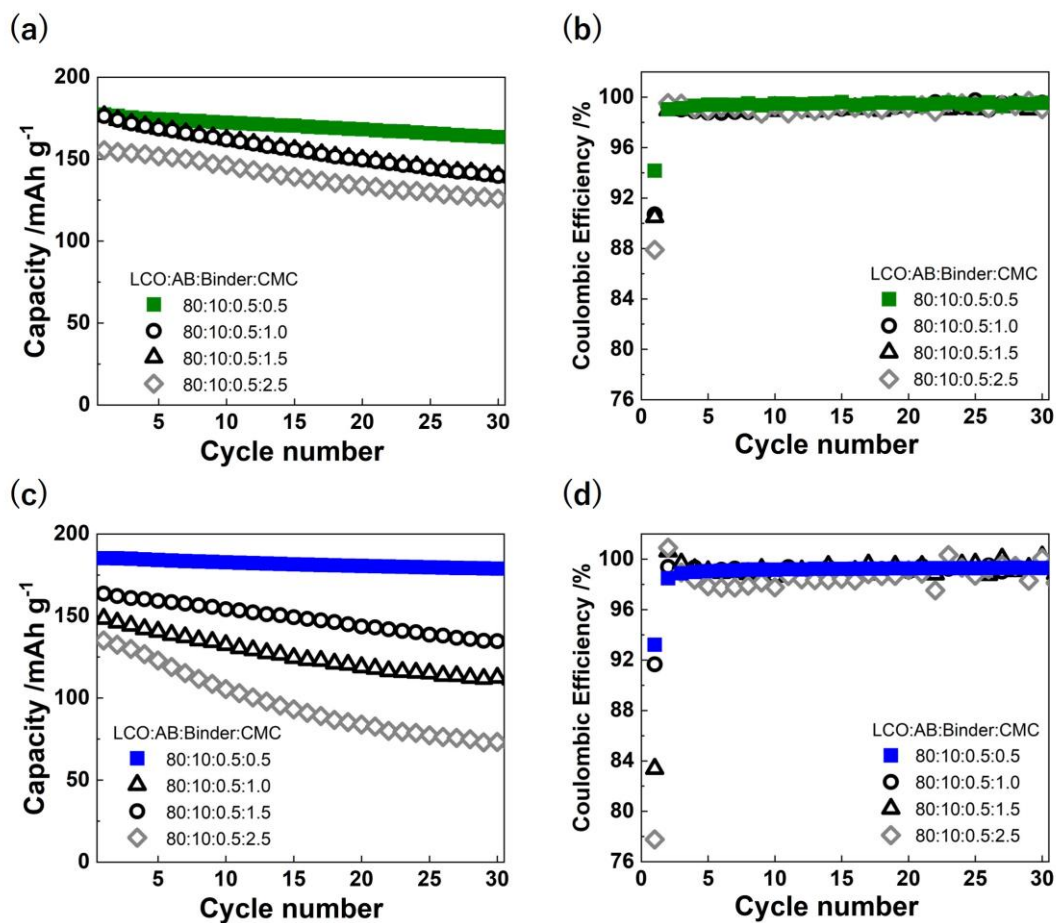 (a)
200
150
100
50
0
Capacity /mAh g⁻¹
LCO:AB:Binder:CMC
80:10:0.5:0.5
80:10:0.5:1.0
80:10:0.5:1.5
80:10:0.5:2.5
5 10 15 20 25 30
Cycle number
(b)
100
96
92
88
84
80
76
Coulombic Efficiency /%
LCO:AB:Binder:CMC
80:10:0.5:0.5
80:10:0.5:1.0
80:10:0.5:1.5
80:10:0.5:2.5
0 5 10 15 20 25 30
Cycle number
(c)
200
150
100
50
0
Capacity /mAh g⁻¹
LCO:AB:Binder:CMC
80:10:0.5:0.5
80:10:0.5:1.0
80:10:0.5:1.5
80:10:0.5:2.5
5 10 15 20 25 30
Cycle number
(d)
100
96
92
88
84
80
76
Coulombic Efficiency /%
LCO:AB:Binder:CMC
80:10:0.5:0.5
80:10:0.5:1.0
80:10:0.5:1.5
80:10:0.5:2.5
0 5 10 15 20 25 30
Cycle number